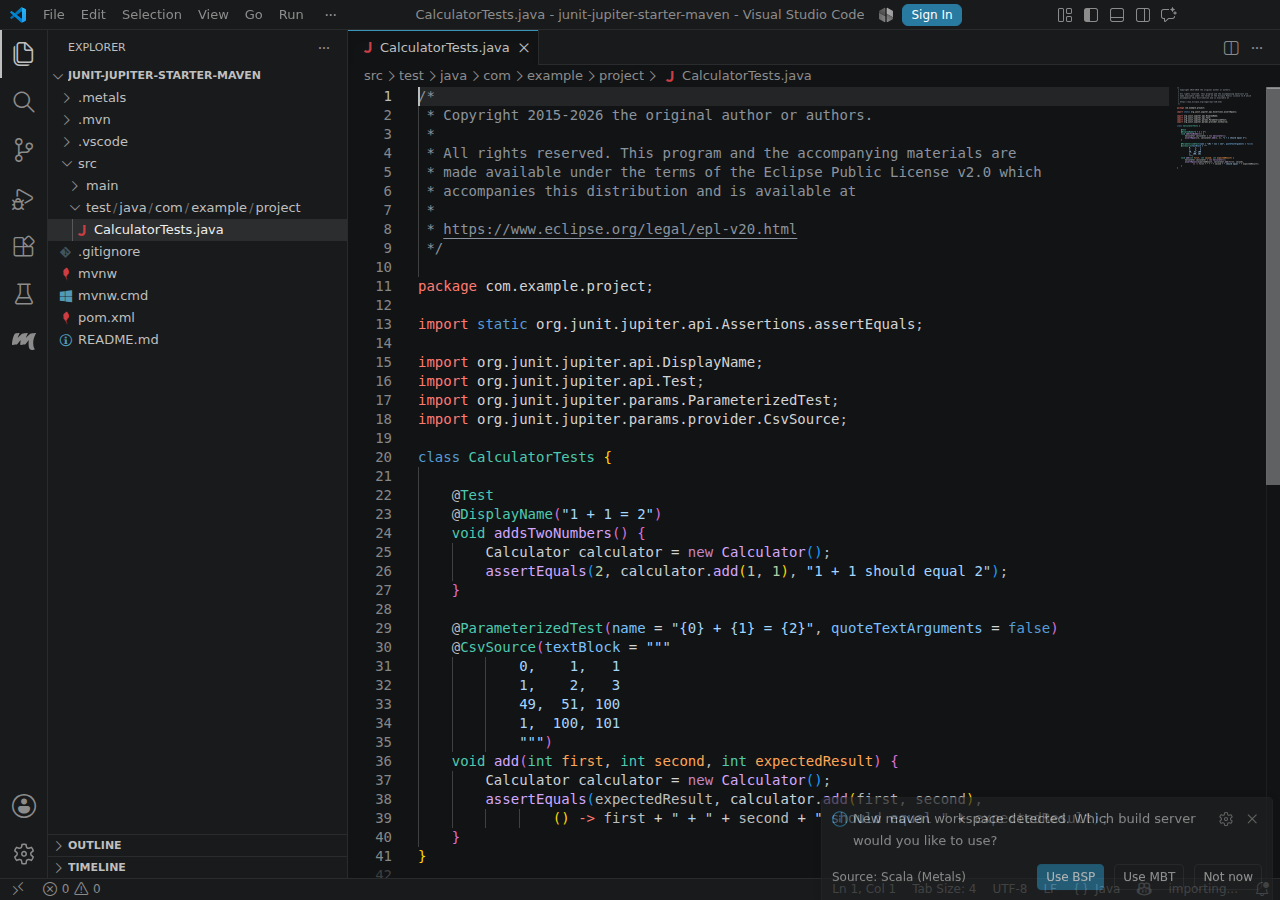 File Edit Selection View Go Run ··· CalculatorTests.java - junit-jupiter-starter-maven - Visual Studio Code Sign In
EXPLORER ···
JUNIT-JUPITER-STARTER-MAVEN
.metals
.mvn
.vscode
src
main
test/java/com/example/project
CalculatorTests.java
.gitignore
mvnw
mvnw.cmd
pom.xml
README.md
OUTLINE
TIMELINE
CalculatorTests.java
src > test > java > com > example > project > CalculatorTests.java
1 /*
2 * Copyright 2015-2026 the original author or authors.
3 *
4 * All rights reserved. This program and the accompanying materials are
5 * made available under the terms of the Eclipse Public License v2.0 which
6 * accompanies this distribution and is available at
7 *
8 * https://www.eclipse.org/legal/epl-v20.html
9 */
10
11 package com.example.project;
12
13 import static org.junit.jupiter.api.Assertions.assertEquals;
14
15 import org.junit.jupiter.api.DisplayName;
16 import org.junit.jupiter.api.Test;
17 import org.junit.jupiter.params.ParameterizedTest;
18 import org.junit.jupiter.params.provider.CsvSource;
19
20 class CalculatorTests {
21
22 @Test
23 @DisplayName("1 + 1 = 2")
24 void addsTwoNumbers() {
25 Calculator calculator = new Calculator();
26 assertEquals(2, calculator.add(1, 1), "1 + 1 should equal 2");
27 }
28
29 @ParameterizedTest(name = "{0} + {1} = {2}", quoteTextArguments = false)
30 @CsvSource(textBlock = """
31 0, 1, 1
32 1, 2, 3
33 49, 51, 100
34 1, 100, 101
35 """)
36 void add(int first, int second, int expectedResult) {
37 Calculator calculator = new Calculator();
38 assertEquals(expectedResult, calculator.add(first, second),
39 () -> first + " + " + second + "
40 }
41 }
42
New maven workspace detected. Which build server
would you like to use?
Source: Scala (Metals) Use BSP Use MBT Not now
0 0 Ln 1, Col 1 Tab Size: 4 UTF-8 LF { } Java importing...